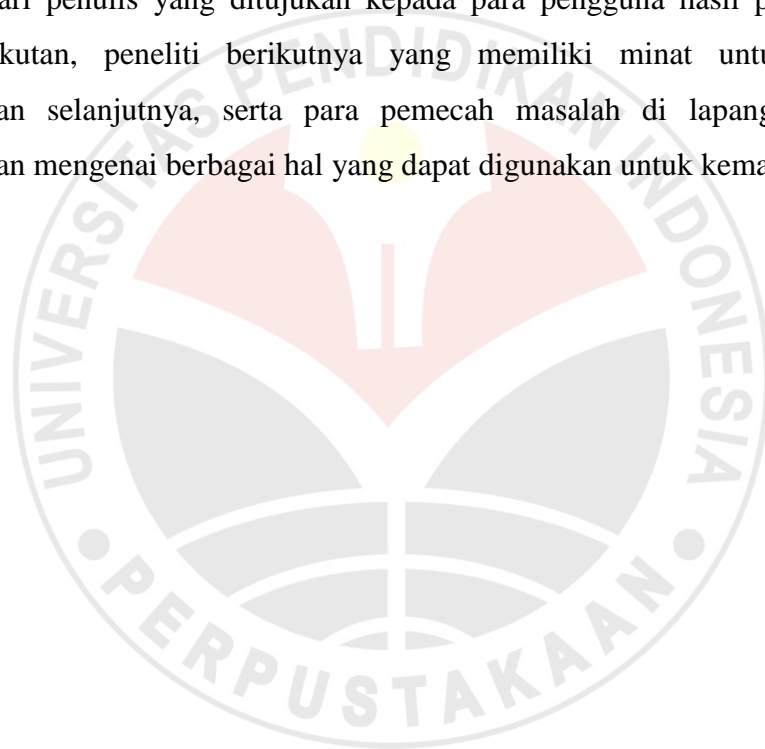 ari penulis yang ditujukan kepada para pengguna hasil p
kutan, peneliti berikutnya yang memiliki minat untu
an selanjutnya, serta para pemecah masalah di lapang
an mengenai berbagai hal yang dapat digunakan untuk kema
UNIVERSITAS PENDIDIKAN INDONESIA
PERPUSTAKAAN